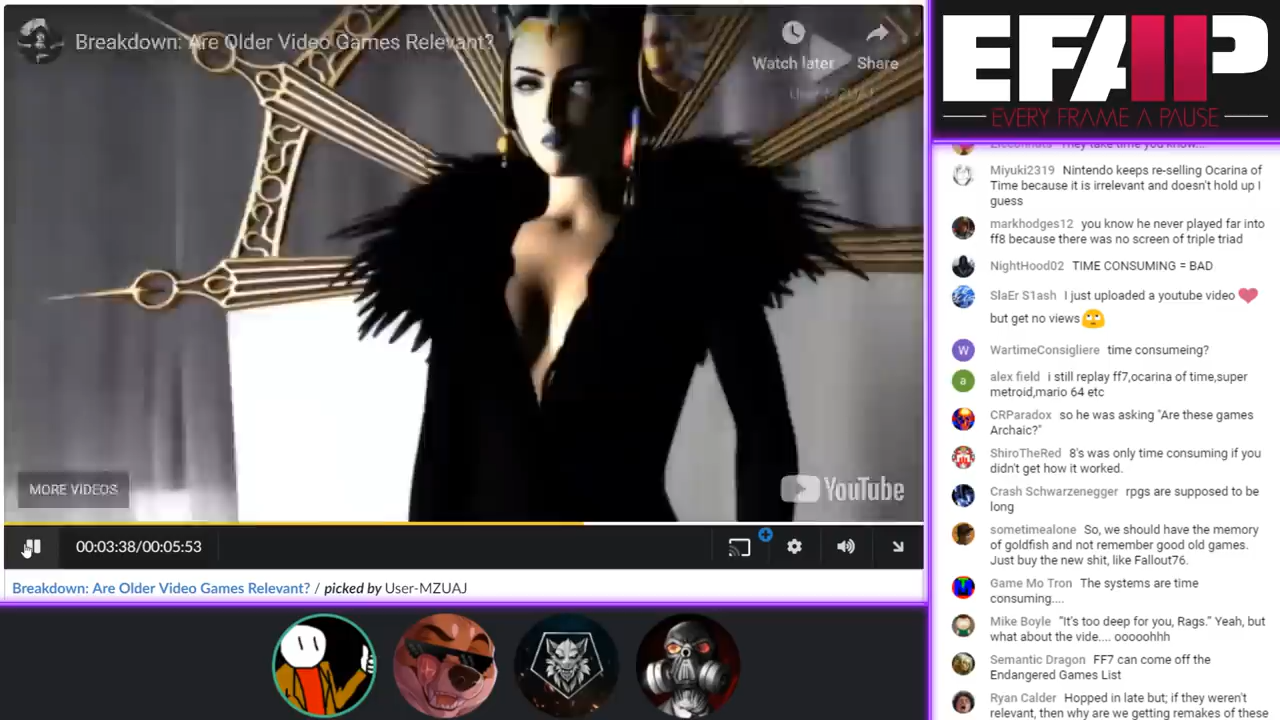 Breakdown: Are Older Video Games Relevant?
Watch later
Share
MORE VIDEOS
YouTube
00:03:38/00:05:53
Breakdown: Are Older Video Games Relevant? / picked by User-MZUAJ
EFAP
EVERY FRAME A PAUSE
They take time you know...
Miyuki2319 Nintendo keeps re-selling Ocarina of
Time because it is irrelevant and doesn't hold up I
guess
markhodges12 you know he never played far into
ff8 because there was no screen of triple triad
NightHood02 TIME CONSUMING = BAD
SlaEr S1ash I just uploaded a youtube video
but get no views
W
WartimeConsigliere time consumeing?
a
alex field i still replay ff7,ocarina of time,super
metroid,mario 64 etc
CRParadox so he was asking "Are these games
Archaic?"
ShiroTheRed 8's was only time consuming if you
didn't get how it worked.
Crash Schwarzenegger rpgs are supposed to be
long
sometimealone So, we should have the memory
of goldfish and not remember good old games.
Just buy the new shit, like Fallout76.
Game Mo Tron The systems are time
consuming....
Mike Boyle "It's too deep for you, Rags." Yeah, but
what about the vide.... ooooohhh
Semantic Dragon FF7 can come off the
Endangered Games List
Ryan Calder Hopped in late but; if they weren't
relevant, then why are we getting remakes of these